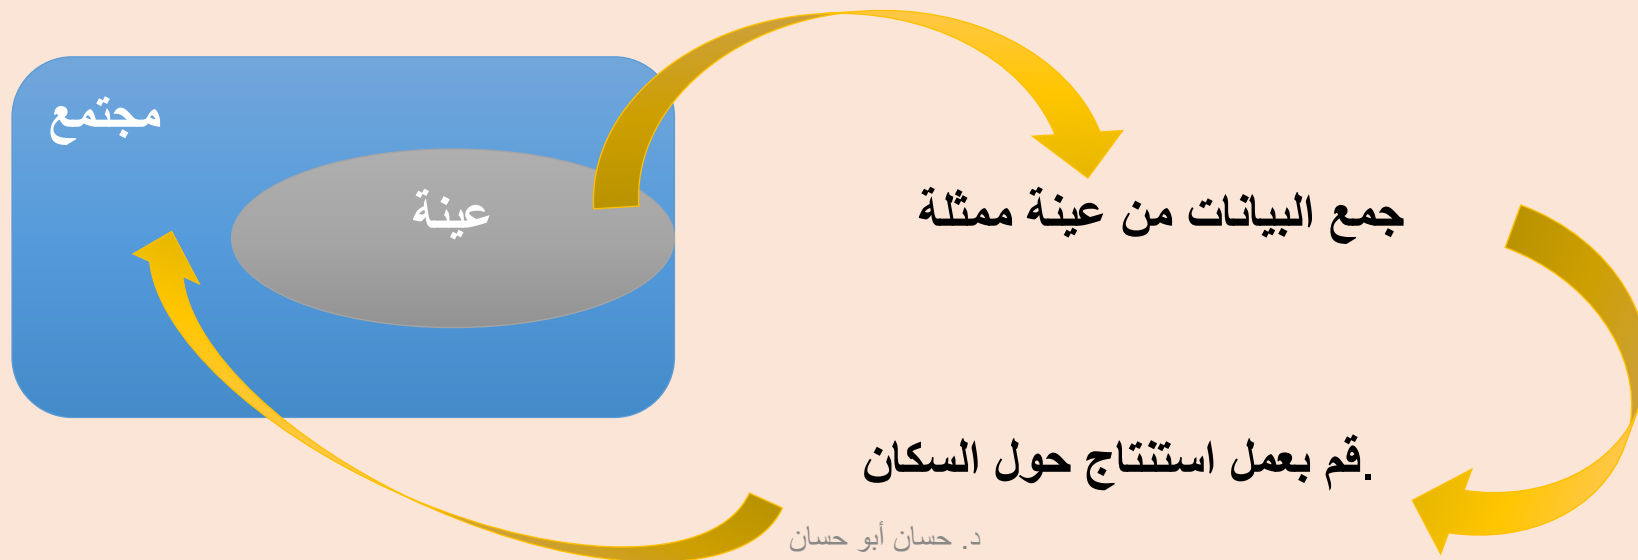 مجتمع
عينة
جمع البيانات من عينة ممثلة
قم بعمل استنتاج حول السكان.
د. حسان أبو حسان